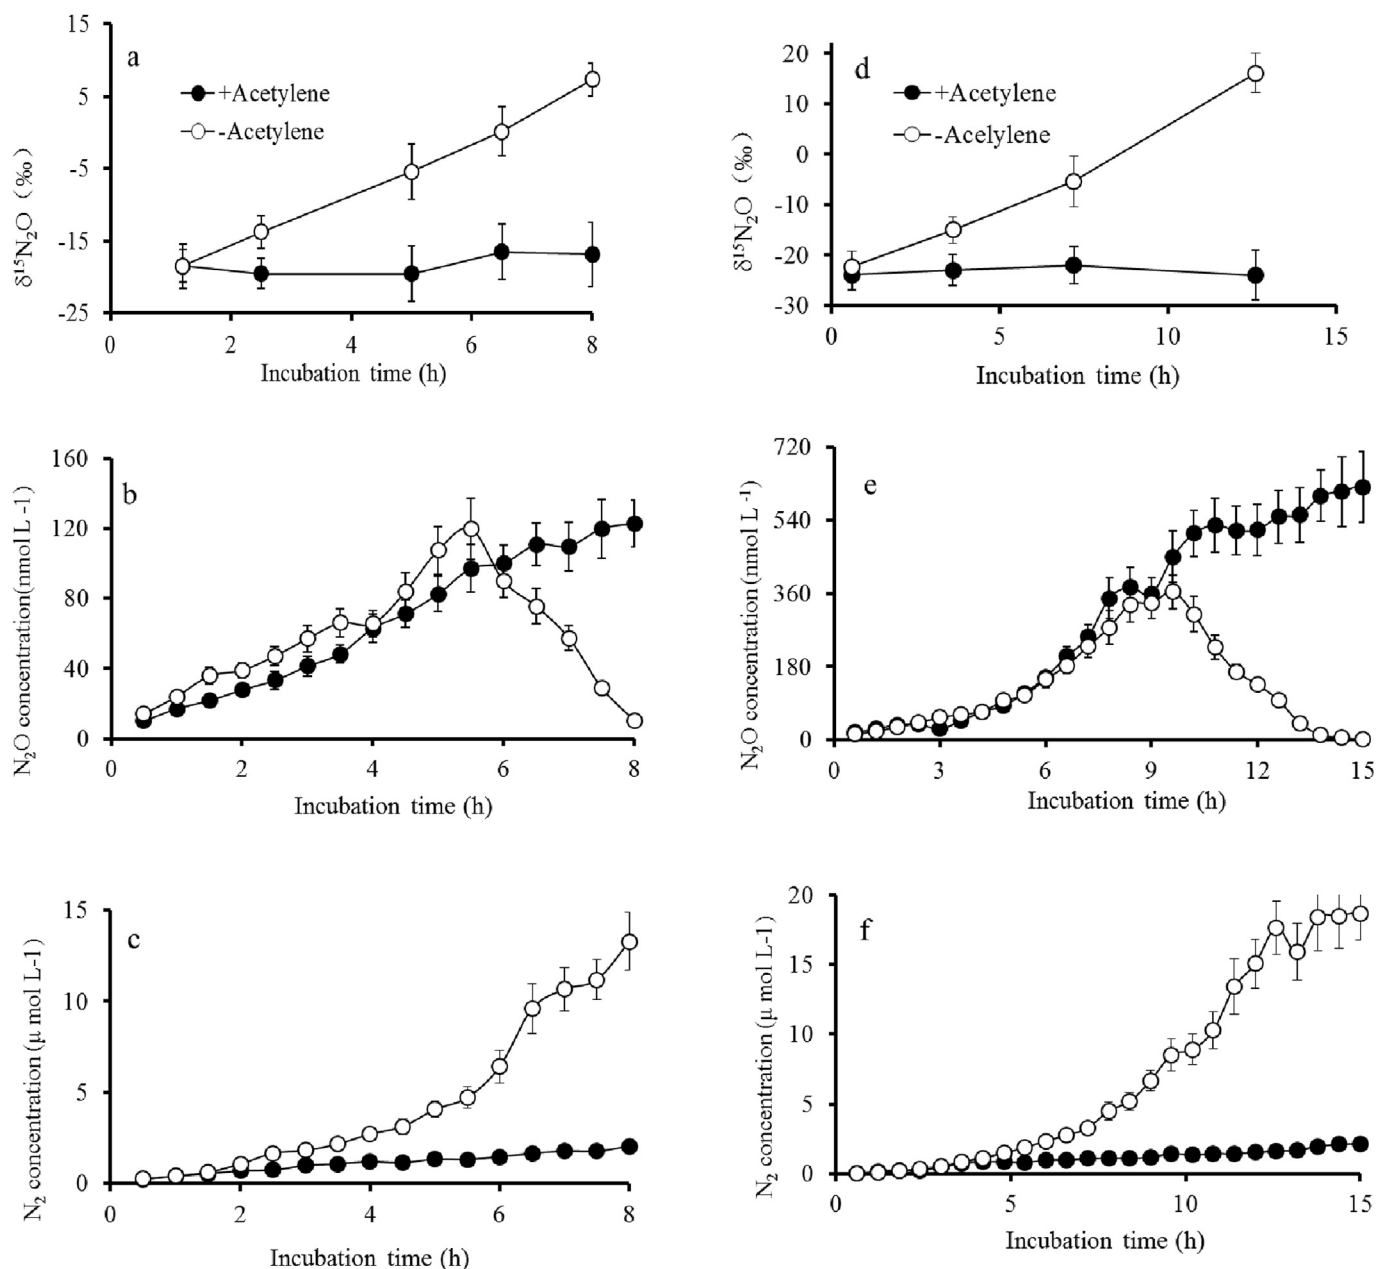 a
+Acetylene
-Acetylene
15
5
-5
-15
-25
δ¹⁵N₂O（‰）
0 2 4 6 8
Incubation time (h)
d
+Acetylene
-Acelylene
20
10
0
-10
-20
-30
δ¹⁵N₂O（‰）
0 5 10 15
Incubation time (h)
b
160
120
80
40
0
N₂O concentration(nmol L -1)
0 2 4 6 8
Incubation time (h)
e
720
540
360
180
0
N₂O concentration(nmol L ⁻¹)
0 3 6 9 12 15
Incubation time (h)
c
15
10
5
0
N₂ concentration (μ mol L-1)
0 2 4 6 8
Incubation time (h)
f
20
15
10
5
0
N₂ concentration (μ mol L-1)
0 5 10 15
Incubation time (h)